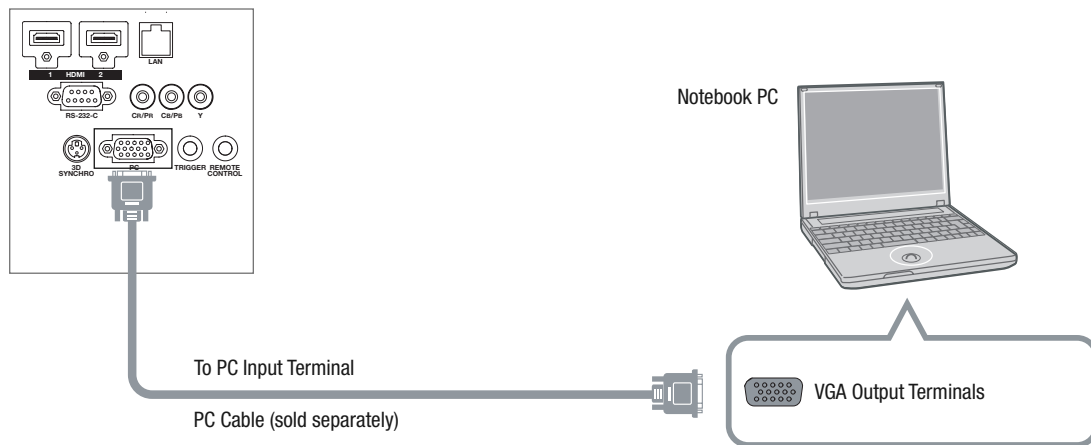 LAN
1 HDMI 2
RS-232-C CR/PR CB/PB Y
3D SYNCHRO PC TRIGGER REMOTE CONTROL
Notebook PC
To PC Input Terminal
PC Cable (sold separately)
VGA Output Terminals